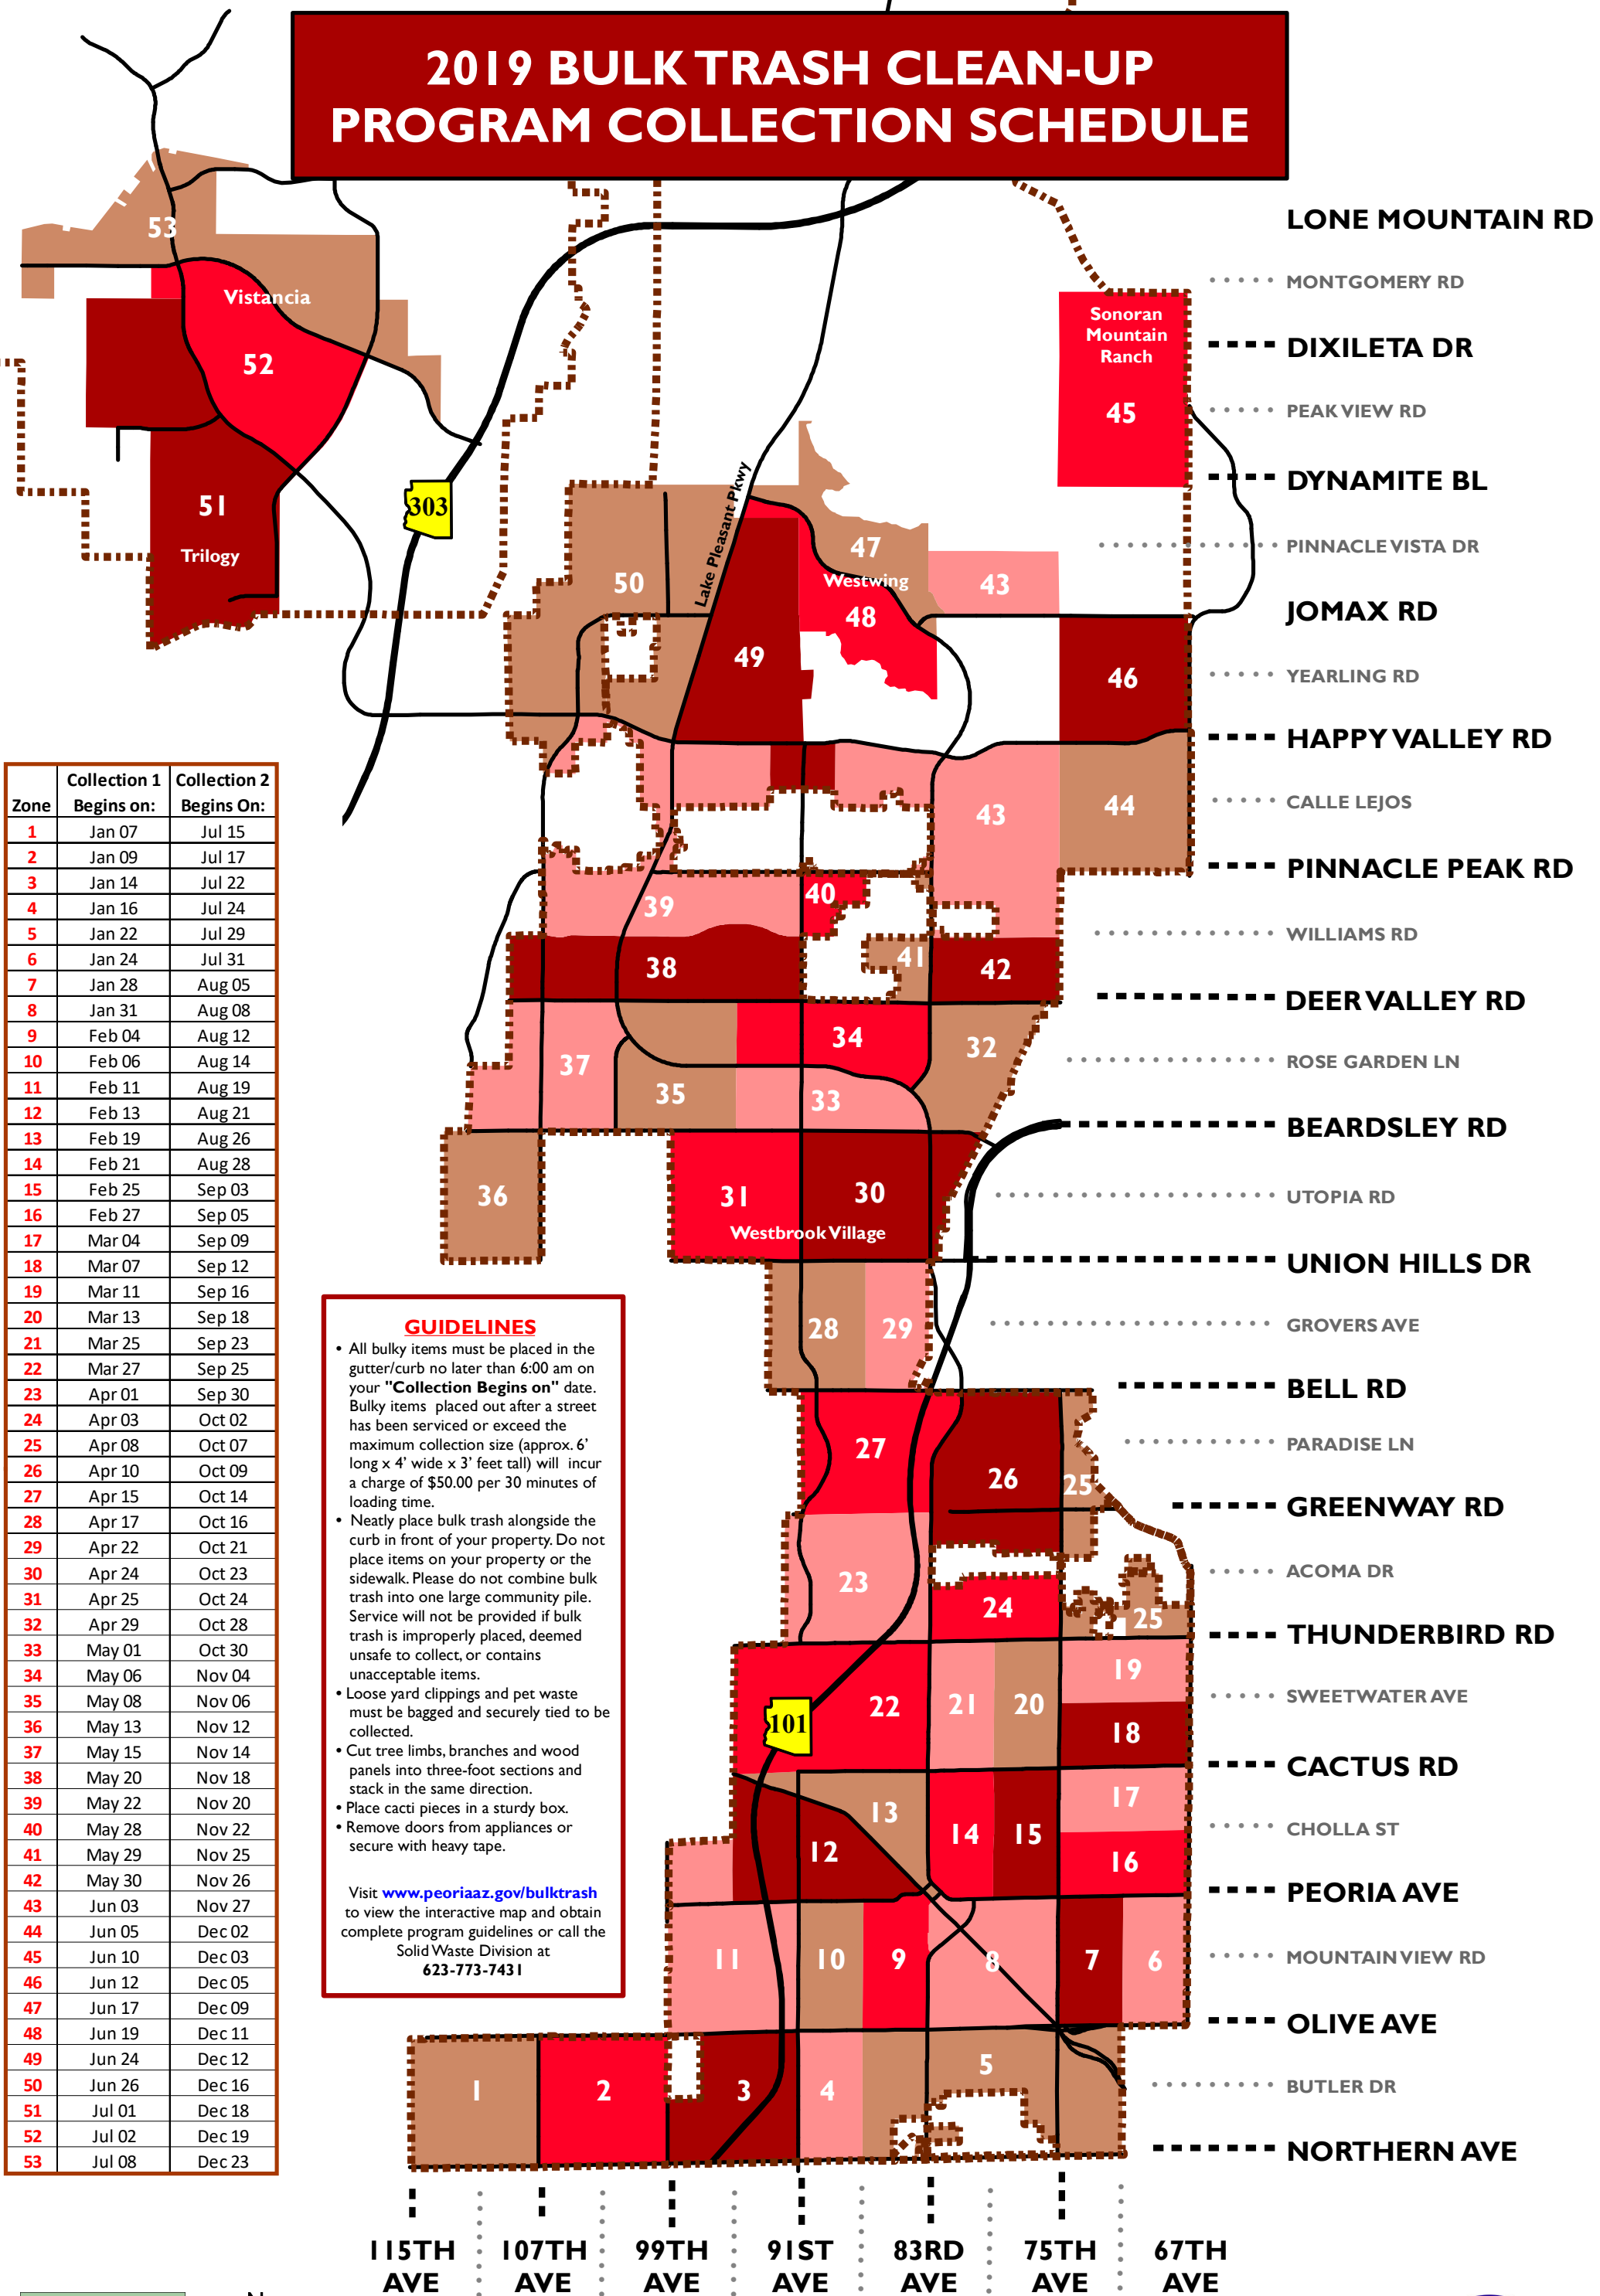 2019 BULK TRASH CLEAN-UP
PROGRAM COLLECTION SCHEDULE
LONE MOUNTAIN RD
MONTGOMERY RD
DIXILETA DR
PEAK VIEW RD
DYNAMITE BL
PINNACLE VISTA DR
JOMAX RD
YEARLING RD
HAPPY VALLEY RD
CALLE LEJOS
PINNACLE PEAK RD
WILLIAMS RD
DEER VALLEY RD
ROSE GARDEN LN
BEARDSLEY RD
UTOPIA RD
UNION HILLS DR
GROVERS AVE
BELL RD
PARADISE LN
GREENWAY RD
ACOMA DR
THUNDERBIRD RD
SWEETWATER AVE
CACTUS RD
CHOLLA ST
PEORIA AVE
MOUNTAIN VIEW RD
OLIVE AVE
BUTLER DR
NORTHERN AVE
53
Vistancia
52
51
Trilogy
303
Sonoran
Mountain
Ranch
45
Lake Pleasant Pkwy
47
Westwing
48
43
50
49
46
43
44
39
40
41
38
42
34
32
37
35
33
36
31
30
Westbrook Village
28
29
27
26
25
23
24
25
19
22
21
20
18
101
17
13
14
15
12
16
11
10
9
8
7
6
5
1
2
3
4
Collection 1 Collection 2
Zone Begins on: Begins On:
1 Jan 07 Jul 15
2 Jan 09 Jul 17
3 Jan 14 Jul 22
4 Jan 16 Jul 24
5 Jan 22 Jul 29
6 Jan 24 Jul 31
7 Jan 28 Aug 05
8 Jan 31 Aug 08
9 Feb 04 Aug 12
10 Feb 06 Aug 14
11 Feb 11 Aug 19
12 Feb 13 Aug 21
13 Feb 19 Aug 26
14 Feb 21 Aug 28
15 Feb 25 Sep 03
16 Feb 27 Sep 05
17 Mar 04 Sep 09
18 Mar 07 Sep 12
19 Mar 11 Sep 16
20 Mar 13 Sep 18
21 Mar 25 Sep 23
22 Mar 27 Sep 25
23 Apr 01 Sep 30
24 Apr 03 Oct 02
25 Apr 08 Oct 07
26 Apr 10 Oct 09
27 Apr 15 Oct 14
28 Apr 17 Oct 16
29 Apr 22 Oct 21
30 Apr 24 Oct 23
31 Apr 25 Oct 24
32 Apr 29 Oct 28
33 May 01 Oct 30
34 May 06 Nov 04
35 May 08 Nov 06
36 May 13 Nov 12
37 May 15 Nov 14
38 May 20 Nov 18
39 May 22 Nov 20
40 May 28 Nov 22
41 May 29 Nov 25
42 May 30 Nov 26
43 Jun 03 Nov 27
44 Jun 05 Dec 02
45 Jun 10 Dec 03
46 Jun 12 Dec 05
47 Jun 17 Dec 09
48 Jun 19 Dec 11
49 Jun 24 Dec 12
50 Jun 26 Dec 16
51 Jul 01 Dec 18
52 Jul 02 Dec 19
53 Jul 08 Dec 23
GUIDELINES
• All bulky items must be placed in the
gutter/curb no later than 6:00 am on
your "Collection Begins on" date.
Bulky items placed out after a street
has been serviced or exceed the
maximum collection size (approx. 6'
long x 4' wide x 3' feet tall) will incur
a charge of $50.00 per 30 minutes of
loading time.
• Neatly place bulk trash alongside the
curb in front of your property. Do not
place items on your property or the
sidewalk. Please do not combine bulk
trash into one large community pile.
Service will not be provided if bulk
trash is improperly placed, deemed
unsafe to collect, or contains
unacceptable items.
• Loose yard clippings and pet waste
must be bagged and securely tied to be
collected.
• Cut tree limbs, branches and wood
panels into three-foot sections and
stack in the same direction.
• Place cacti pieces in a sturdy box.
• Remove doors from appliances or
secure with heavy tape.
Visit www.peoriaaz.gov/bulktrash
to view the interactive map and obtain
complete program guidelines or call the
Solid Waste Division at
623-773-7431
115TH AVE
107TH AVE
99TH AVE
91ST AVE
83RD AVE
75TH AVE
67TH AVE